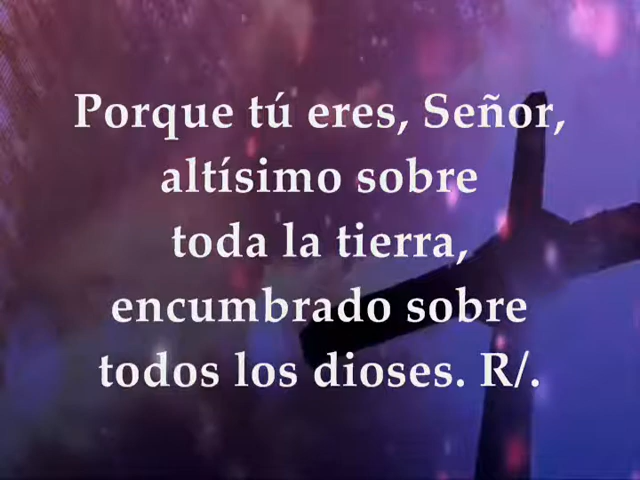 Porque tú eres, Señor,
altísimo sobre
toda la tierra,
encumbrado sobre
todos los dioses. R/.